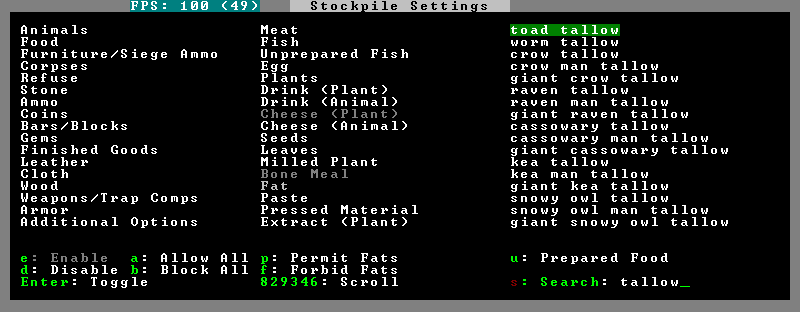 FPS: 100 (49) Stockpile Settings
Animals Meat toad tallow
Food Fish worm tallow
Furniture/Siege Ammo Unprepared Fish crow tallow
Corpses Egg crow man tallow
Refuse Plants giant crow tallow
Stone Drink (Plant) raven tallow
Ammo Drink (Animal) raven man tallow
Coins Cheese (Plant) giant raven tallow
Bars/Blocks Cheese (Animal) cassowary tallow
Gems Seeds cassowary man tallow
Finished Goods Leaves giant cassowary tallow
Leather Milled Plant kea tallow
Cloth Bone Meal kea man tallow
Wood Fat giant kea tallow
Weapons/Trap Comps Paste snowy owl tallow
Armor Pressed Material snowy owl man tallow
Additional Options Extract (Plant) giant snowy owl tallow
e: Enable a: Allow All p: Permit Fats u: Prepared Food
d: Disable b: Block All f: Forbid Fats
Enter: Toggle 829346: Scroll s: Search: tallow_